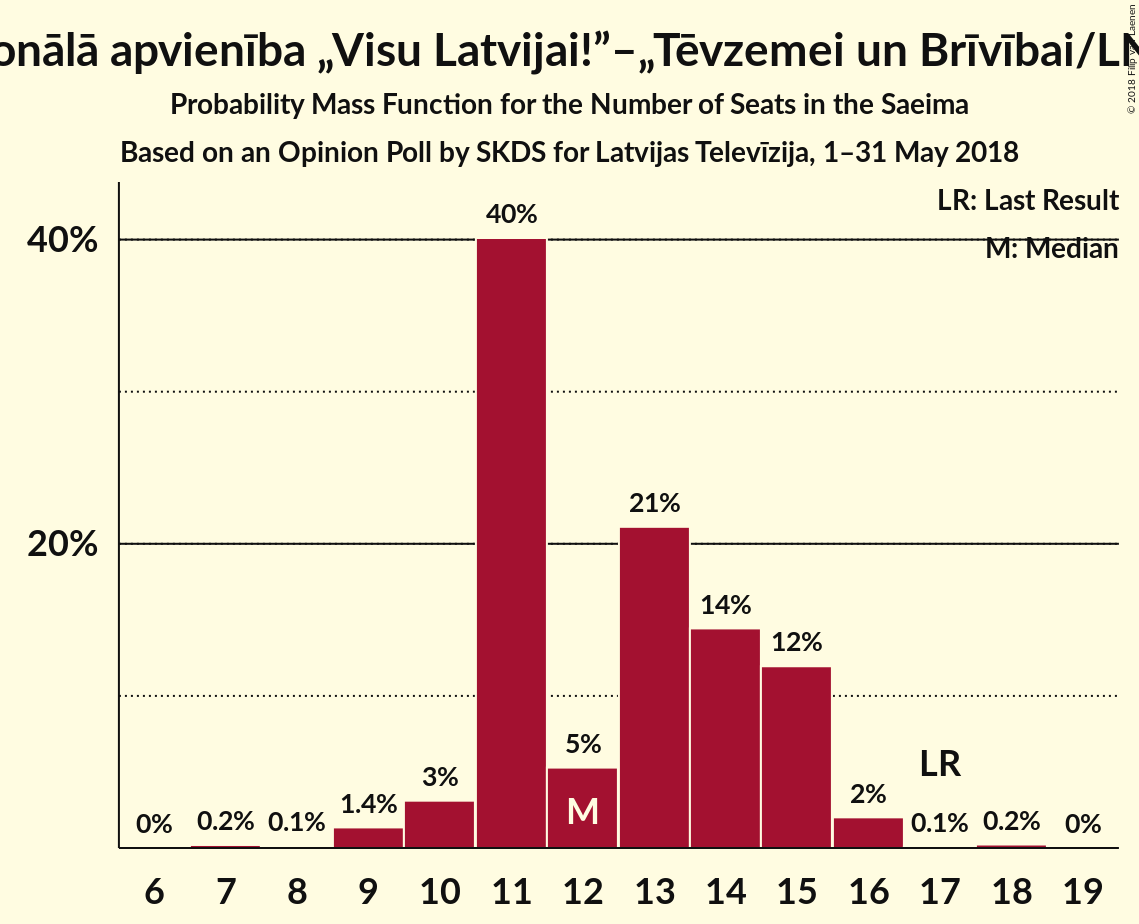 apvienība „Visu Latvijai!”–„Tēvzemei un Brīvībai/
© 2018 Filip van Laenen
Probability Mass Function for the Number of Seats in the Saeima
Based on an Opinion Poll by SKDS for Latvijas Televīzija, 1–31 May 2018
LR: Last Result
M: Median
40%
20%
40%
21%
14%
12%
5%
3%
LR
2%
1.4%
M
0%
0.2%
0.1%
0.1%
0.2%
0%
6 7 8 9 10 11 12 13 14 15 16 17 18 19